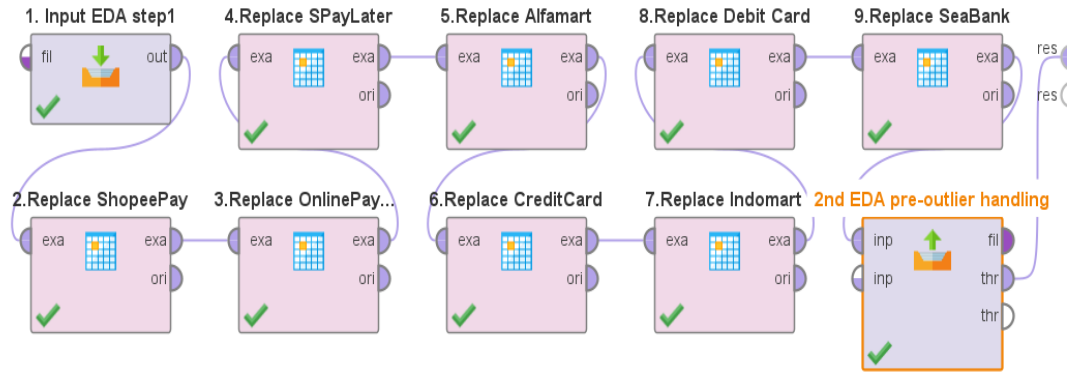 1. Input EDA step1
4.Replace SPayLater
5.Replace Alfamart
8.Replace Debit Card
9.Replace SeaBank
fil out
exa exa
ori
exa exa
ori
exa exa
ori
exa exa
ori
res
res
2.Replace ShopeePay
3.Replace OnlinePay...
6.Replace CreditCard
7.Replace Indomart
2nd EDA pre-outlier handling
exa exa
ori
exa exa
ori
exa exa
ori
exa exa
ori
inp fil
inp thr
thr